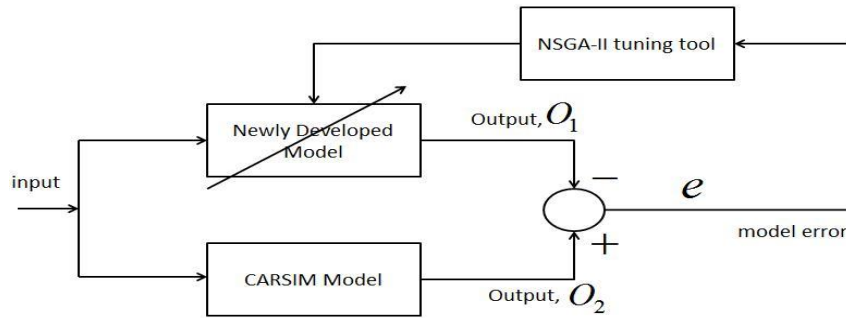 NSGA-II tuning tool
Newly Developed
Model
Output, O₁
input
−
e
+
model error
CARSIM Model
Output, O₂